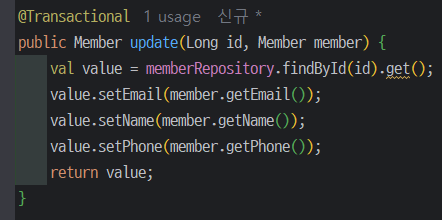 @Transactional 1 usage 신규 *
public Member update(Long id, Member member) {
    val value = memberRepository.findById(id).get();
    value.setEmail(member.getEmail());
    value.setName(member.getName());
    value.setPhone(member.getPhone());
    return value;
}